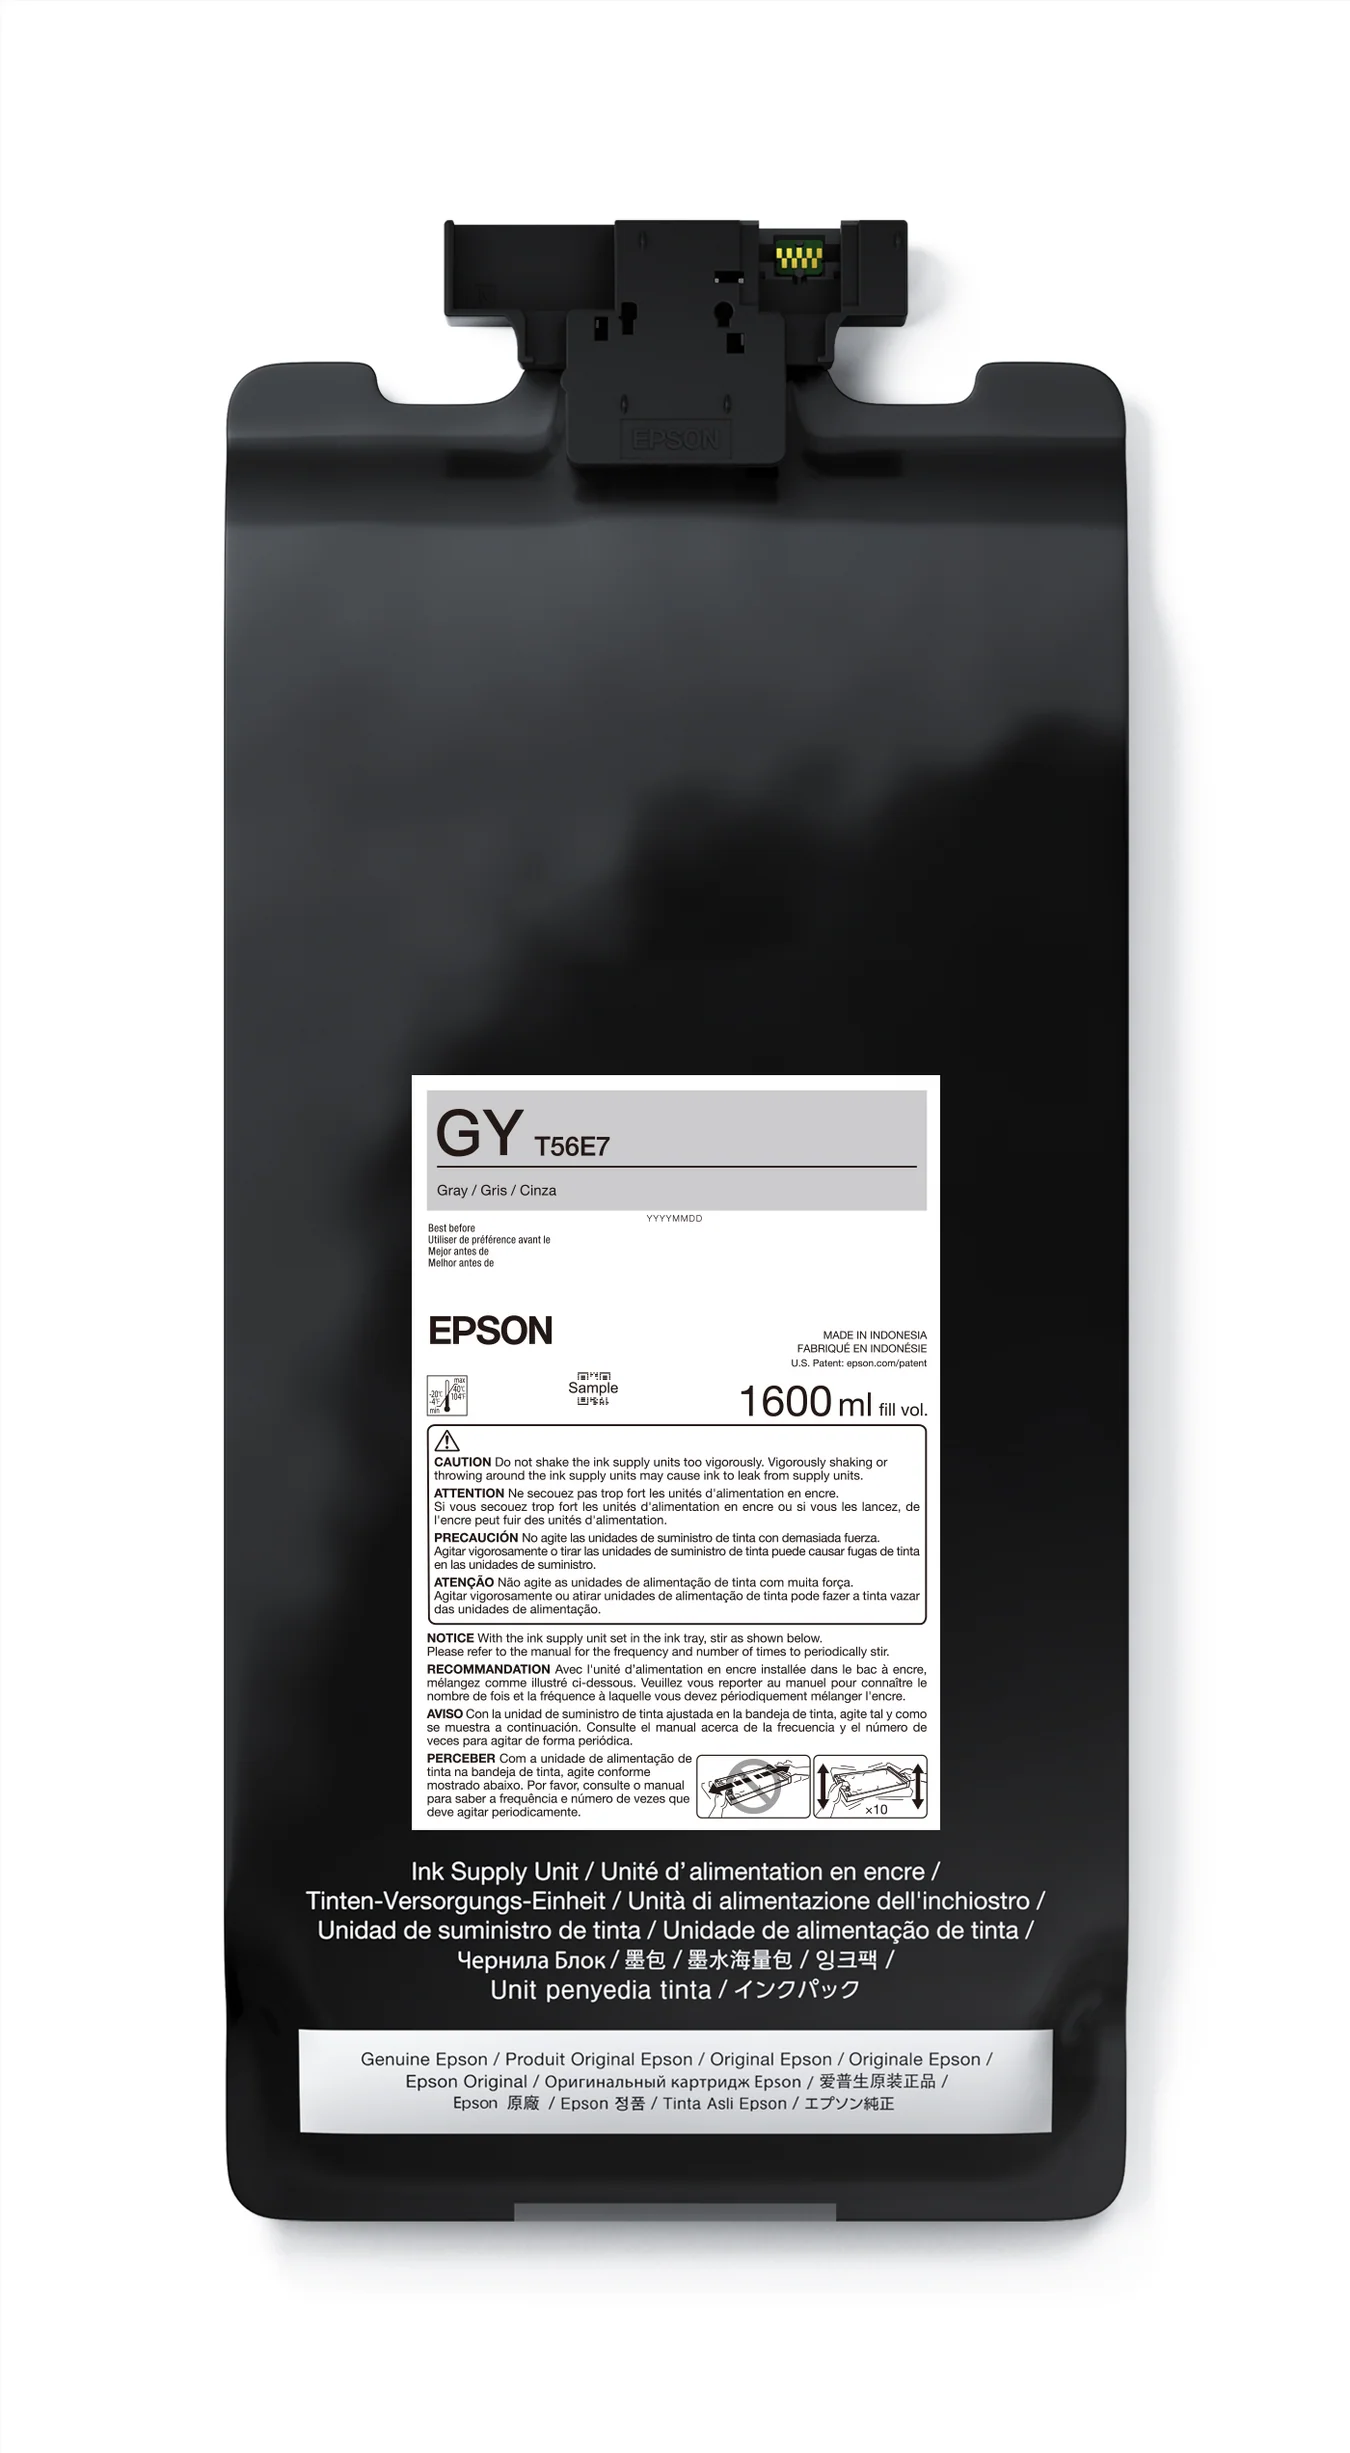 EPSON
GY T56E7
Gray / Gris / Cinza
YYYYMMDD
Best before
Utiliser de préférence avant le
Mejor antes de
Melhor antes de
EPSON
MADE IN INDONESIA
FABRIQUÉ EN INDONÉSIE
U.S. Patent: epson.com/patent
max
40°C
104°F
-20°C
-4°F
min
Sample
1600 ml fill vol.
CAUTION Do not shake the ink supply units too vigorously. Vigorously shaking or
throwing around the ink supply units may cause ink to leak from supply units.
ATTENTION Ne secouez pas trop fort les unités d'alimentation en encre.
Si vous secouez trop fort les unités d'alimentation en encre ou si vous les lancez, de
l'encre peut fuir des unités d'alimentation.
PRECAUCIÓN No agite las unidades de suministro de tinta con demasiada fuerza.
Agitar vigorosamente o tirar las unidades de suministro de tinta puede causar fugas de tinta
en las unidades de suministro.
ATENÇÃO Não agite as unidades de alimentação de tinta com muita força.
Agitar vigorosamente ou atirar unidades de alimentação de tinta pode fazer a tinta vazar
das unidades de alimentação.
NOTICE With the ink supply unit set in the ink tray, stir as shown below.
Please refer to the manual for the frequency and number of times to periodically stir.
RECOMMANDATION Avec l'unité d'alimentation en encre installée dans le bac à encre,
mélangez comme illustré ci-dessous. Veuillez vous reporter au manuel pour connaître le
nombre de fois et la fréquence à laquelle vous devez périodiquement mélanger l'encre.
AVISO Con la unidad de suministro de tinta ajustada en la bandeja de tinta, agite tal y como
se muestra a continuación. Consulte el manual acerca de la frecuencia y el número de
veces para agitar de forma periódica.
PERCEBER Com a unidade de alimentação de
tinta na bandeja de tinta, agite conforme
mostrado abaixo. Por favor, consulte o manual
para saber a frequência e número de vezes que
deve agitar periodicamente.
×10
Ink Supply Unit / Unité d'alimentation en encre /
Tinten-Versorgungs-Einheit / Unità di alimentazione dell'inchiostro /
Unidad de suministro de tinta / Unidade de alimentação de tinta /
Чернила Блок / 墨包 / 墨水海量包 / 잉크팩 /
Unit penyedia tinta / インクパック
Genuine Epson / Produit Original Epson / Original Epson / Originale Epson /
Epson Original / Оригинальный картридж Epson / 爱普生原装正品 /
Epson 原廠 / Epson 정품 / Tinta Asli Epson / エプソン純正